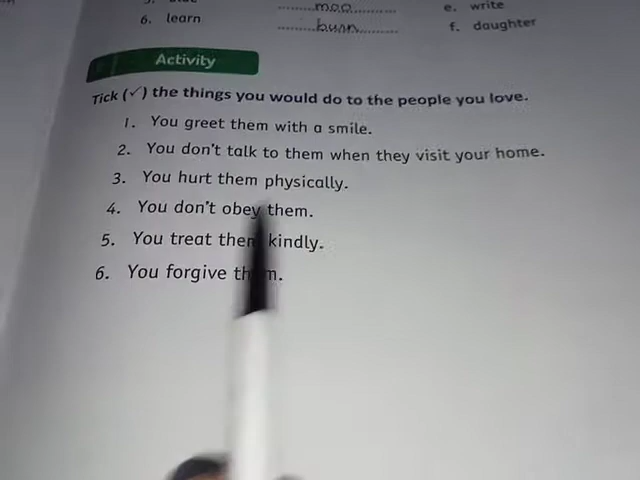 6. learn
burn
e. write
f. daughter
Activity
Tick (✓) the things you would do to the people you love.
1. You greet them with a smile.
2. You don't talk to them when they visit your home.
3. You hurt them physically.
4. You don't obey them.
5. You treat them kindly.
6. You forgive them.